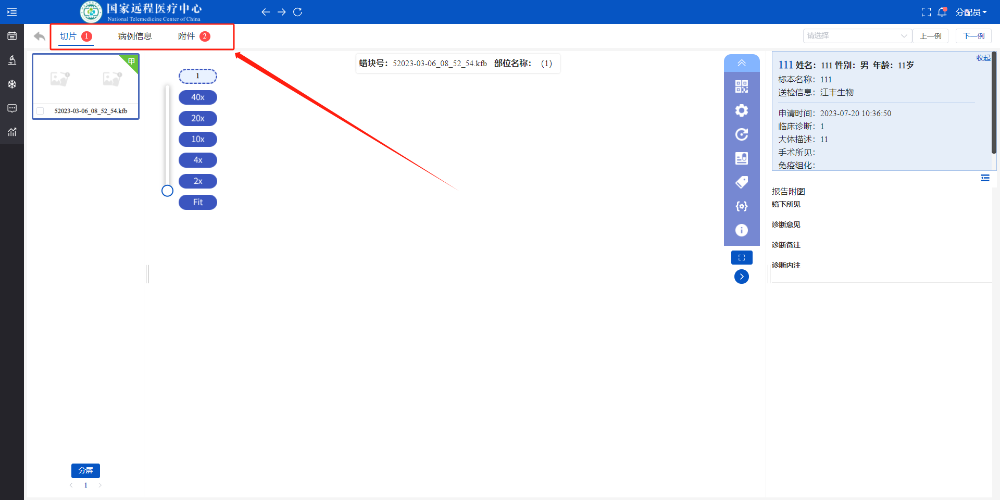 国家远程医疗中心
National Telemedicine Center of China
分配员
切片 1 病例信息 附件 2
请选择 上一例 下一例
甲
52023-03-06_08_52_54.kfb
蜡块号：52023-03-06_08_52_54.kfb 部位名称：（1）
1
40x
20x
10x
4x
2x
Fit
收起
111 姓名：111 性别：男 年龄：11岁
标本名称：111
送检信息：江丰生物
申请时间：2023-07-20 10:36:50
临床诊断：1
大体描述：11
手术所见：
免疫组化：
报告附图
镜下所见
诊断意见
诊断备注
诊断内注
分屏
1